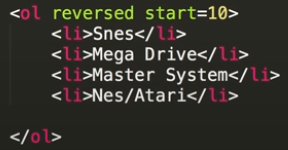 <ol reversed start=10>
<li>Snes</li>
<li>Mega Drive</li>
<li>Master System</li>
<li>Nes/Atari</li>
</ol>